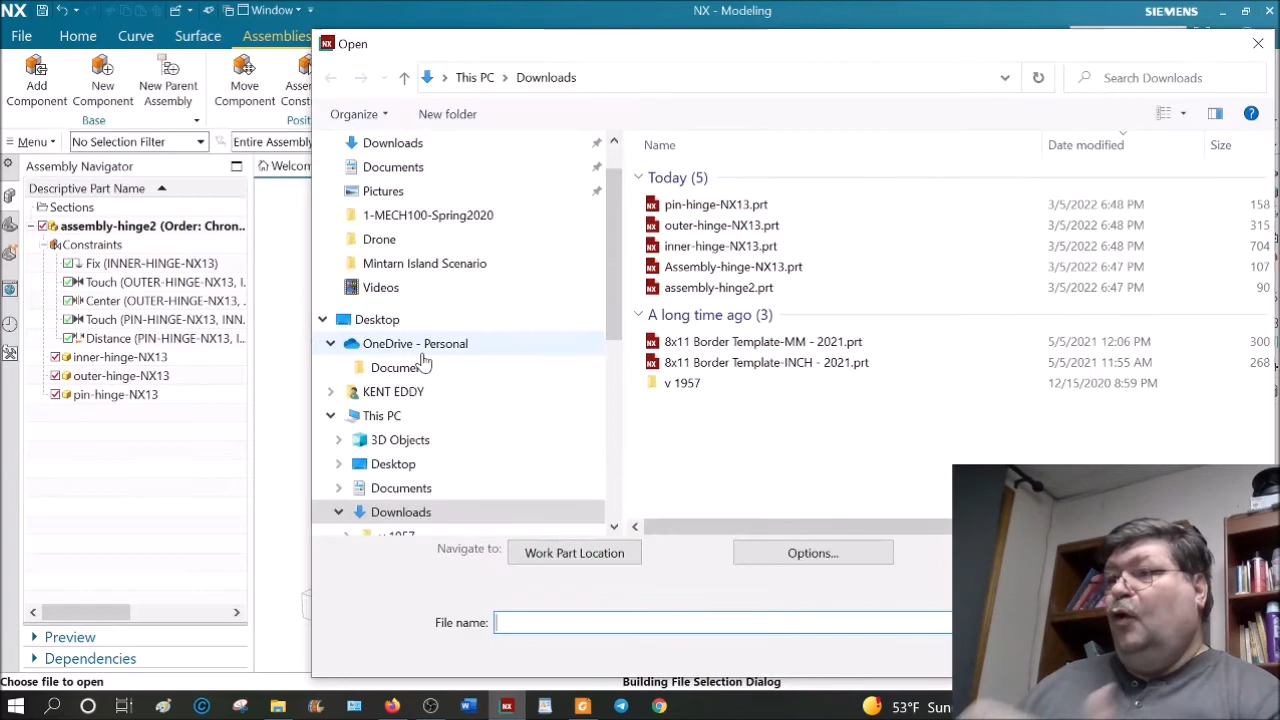 NX
Window
NX - Modeling
SIEMENS
File Home Curve Surface Assemblies
Open
This PC Downloads
Search Downloads
Add Component
New Component
New Parent Assembly
Move Component
Base
Organize
New folder
Menu
No Selection Filter
Entire Assembly
Assembly Navigator
Descriptive Part Name
Sections
assembly-hinge2 (Order: Chron...
Constraints
Fix (INNER-HINGE-NX13)
Touch (OUTER-HINGE-NX13, I...
Center (OUTER-HINGE-NX13, ...
Touch (PIN-HINGE-NX13, INN...
Distance (PIN-HINGE-NX13, I...
inner-hinge-NX13
outer-hinge-NX13
pin-hinge-NX13
Preview
Dependencies
Downloads
Documents
Pictures
1-MECH100-Spring2020
Drone
Mintarn Island Scenario
Videos
Desktop
OneDrive - Personal
KENT EDDY
This PC
3D Objects
Desktop
Documents
Downloads
Name Date modified Size
Today (5)
pin-hinge-NX13.prt 3/5/2022 6:48 PM 158
outer-hinge-NX13.prt 3/5/2022 6:48 PM 315
inner-hinge-NX13.prt 3/5/2022 6:48 PM 704
Assembly-hinge-NX13.prt 3/5/2022 6:47 PM 107
assembly-hinge2.prt 3/5/2022 6:47 PM 90
A long time ago (3)
8x11 Border Template-MM - 2021.prt 5/5/2021 12:06 PM 300
8x11 Border Template-INCH - 2021.prt 5/5/2021 11:55 AM 268
v 1957 12/15/2020 8:59 PM
Navigate to: Work Part Location Options...
File name:
Choose file to open
Building File Selection Dialog
53°F Sun